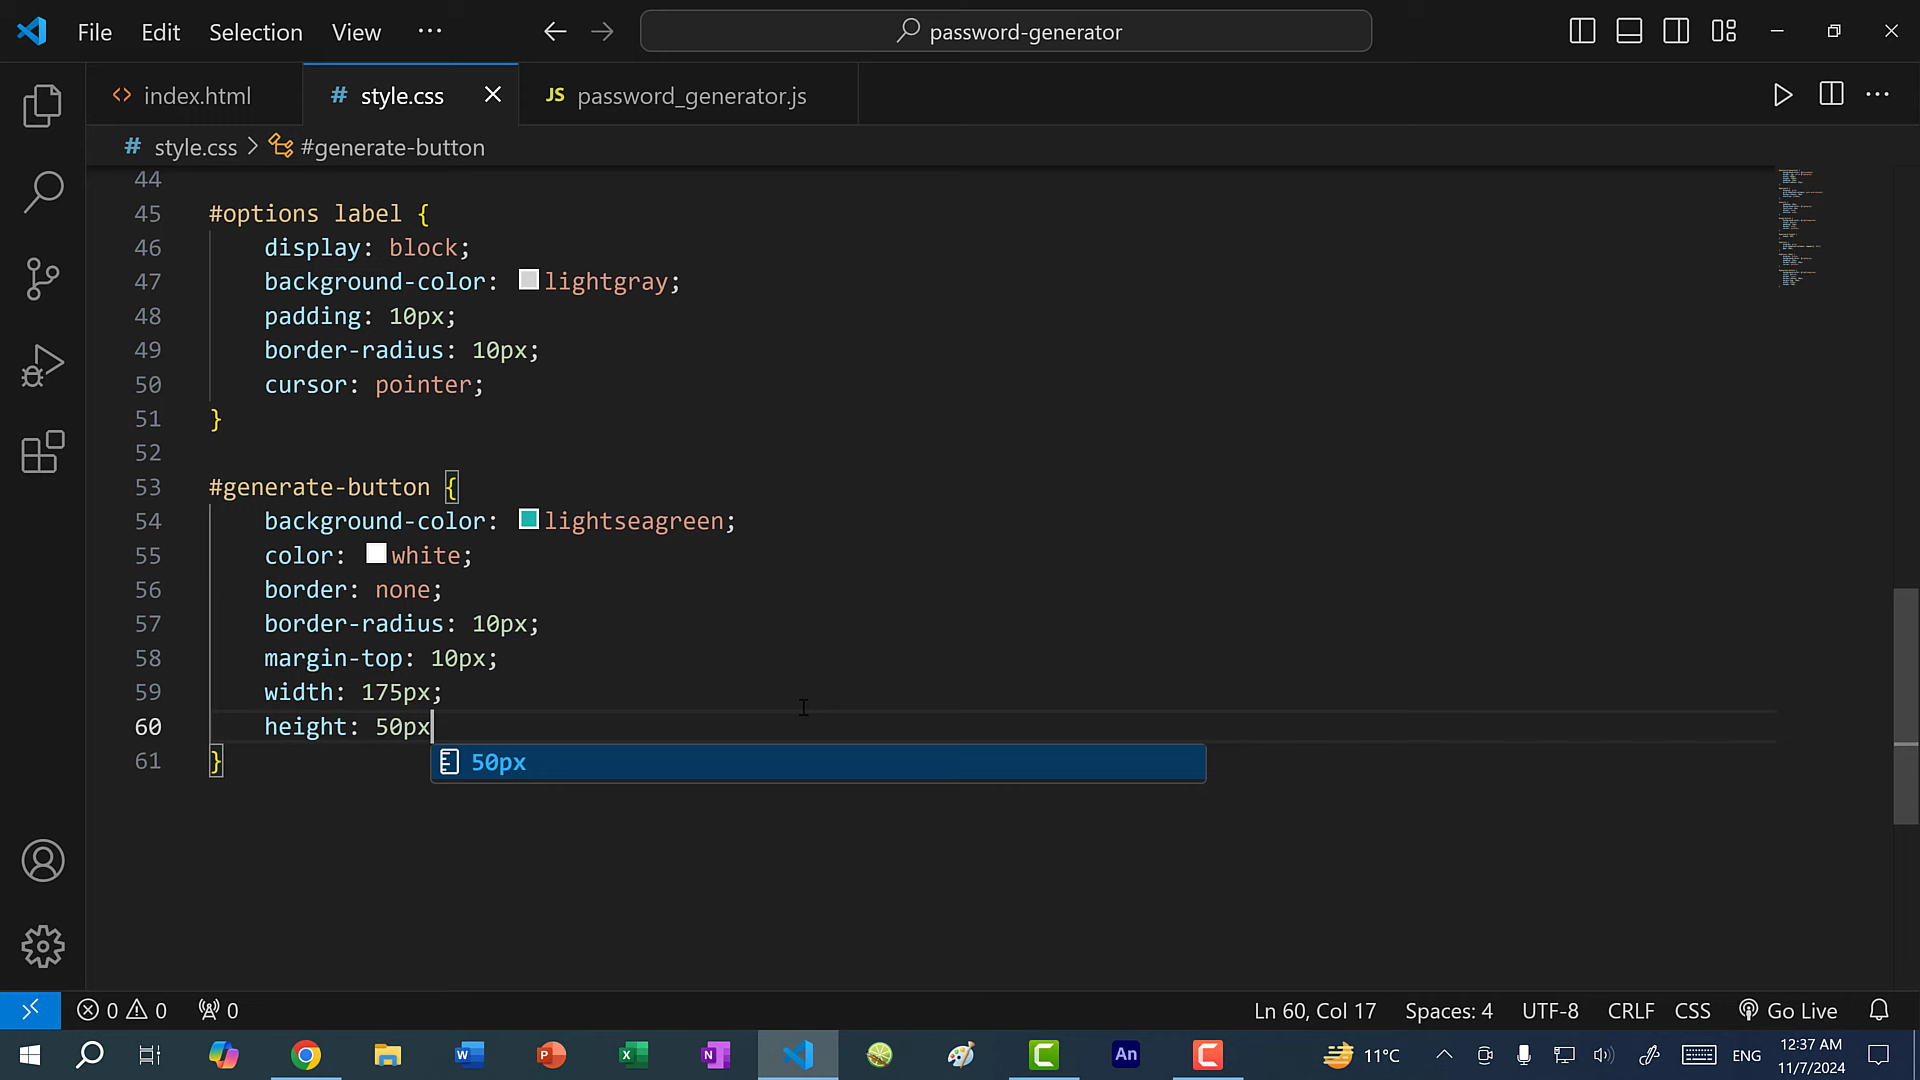 File Edit Selection View ··· password-generator
index.html # style.css JS password_generator.js
# style.css > #generate-button
44
45 #options label {
46 display: block;
47 background-color: lightgray;
48 padding: 10px;
49 border-radius: 10px;
50 cursor: pointer;
51 }
52
53 #generate-button {
54 background-color: lightseagreen;
55 color: white;
56 border: none;
57 border-radius: 10px;
58 margin-top: 10px;
59 width: 175px;
60 height: 50px
50px
61 }
0 0 0 Ln 60, Col 17 Spaces: 4 UTF-8 CRLF CSS Go Live
W P X N An C 11°C ENG 12:37 AM
11/7/2024